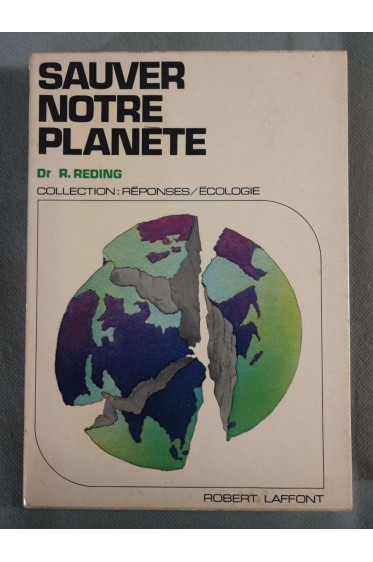 SAUVER
NOTRE
PLANÈTE
Dr R.REDING
COLLECTION: RÉPONSES/ÉCOLOGIE
ROBERT LAFFONT